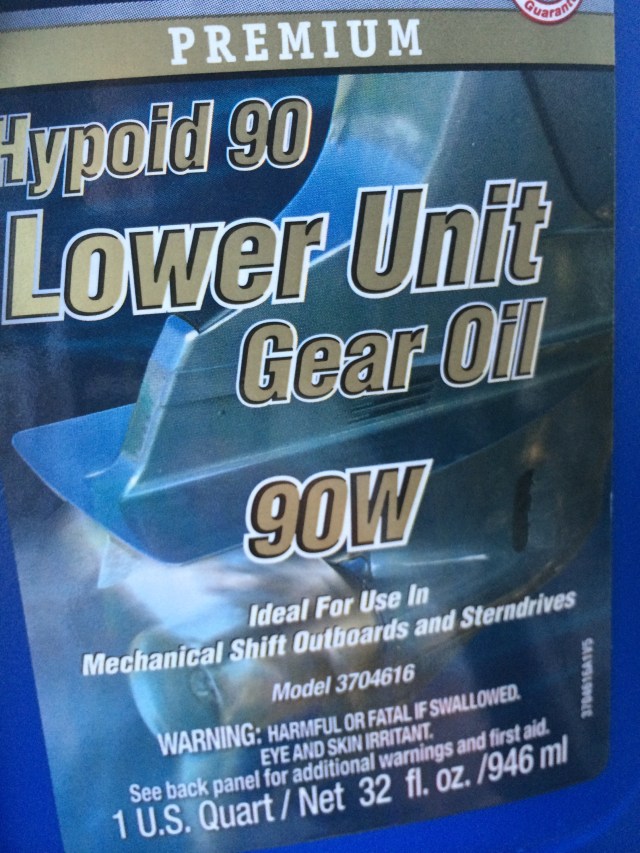 Guarant
PREMIUM
Hypoid 90
Lower Unit
Gear Oil
90W
Ideal For Use In
Mechanical Shift Outboards and Sterndrives
Model 3704616
WARNING: HARMFUL OR FATAL IF SWALLOWED.
EYE AND SKIN IRRITANT.
See back panel for additional warnings and first aid.
1 U.S. Quart / Net 32 fl. oz. /946 ml
3704616A1V5